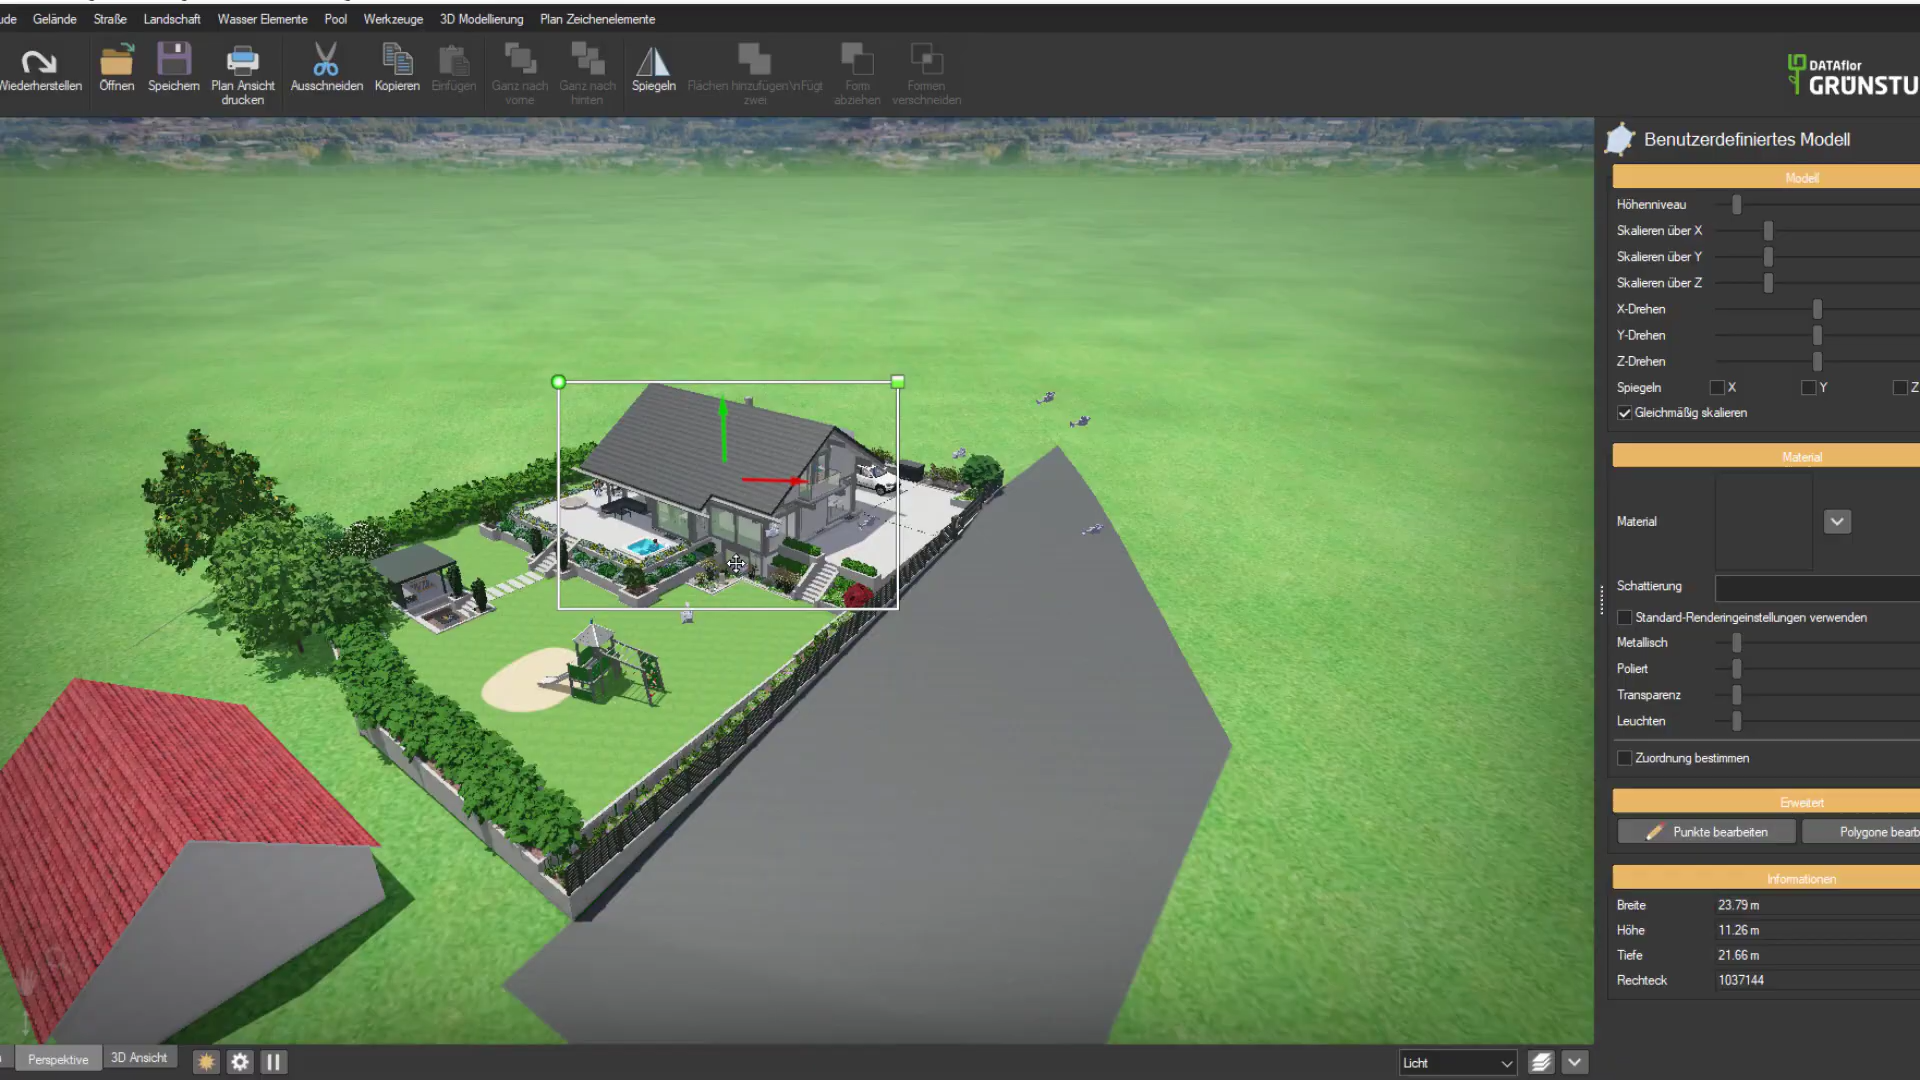 ude Gelände Straße Landschaft Wasser Elemente Pool Werkzeuge 3D Modellierung Plan Zeichenelemente
Wiederherstellen Öffnen Speichern Plan Ansicht drucken Ausschneiden Kopieren Einfügen Ganz nach vorne Ganz nach hinten Spiegeln Flächen hinzufügen\nFügt zwei Form abziehen Formen verschneiden
DATAflor
GRÜNSTU
Benutzerdefiniertes Modell
Modell
Höhenniveau
Skalieren über X
Skalieren über Y
Skalieren über Z
X-Drehen
Y-Drehen
Z-Drehen
Spiegeln X Y Z
Gleichmäßig skalieren
Material
Material
Schattierung
Standard-Renderingeinstellungen verwenden
Metallisch
Poliert
Transparenz
Leuchten
Zuordnung bestimmen
Erweitert
Punkte bearbeiten Polygone bearb
Informationen
Breite 23.79 m
Höhe 11.26 m
Tiefe 21.66 m
Rechteck 1037144
Perspektive 3D Ansicht Licht